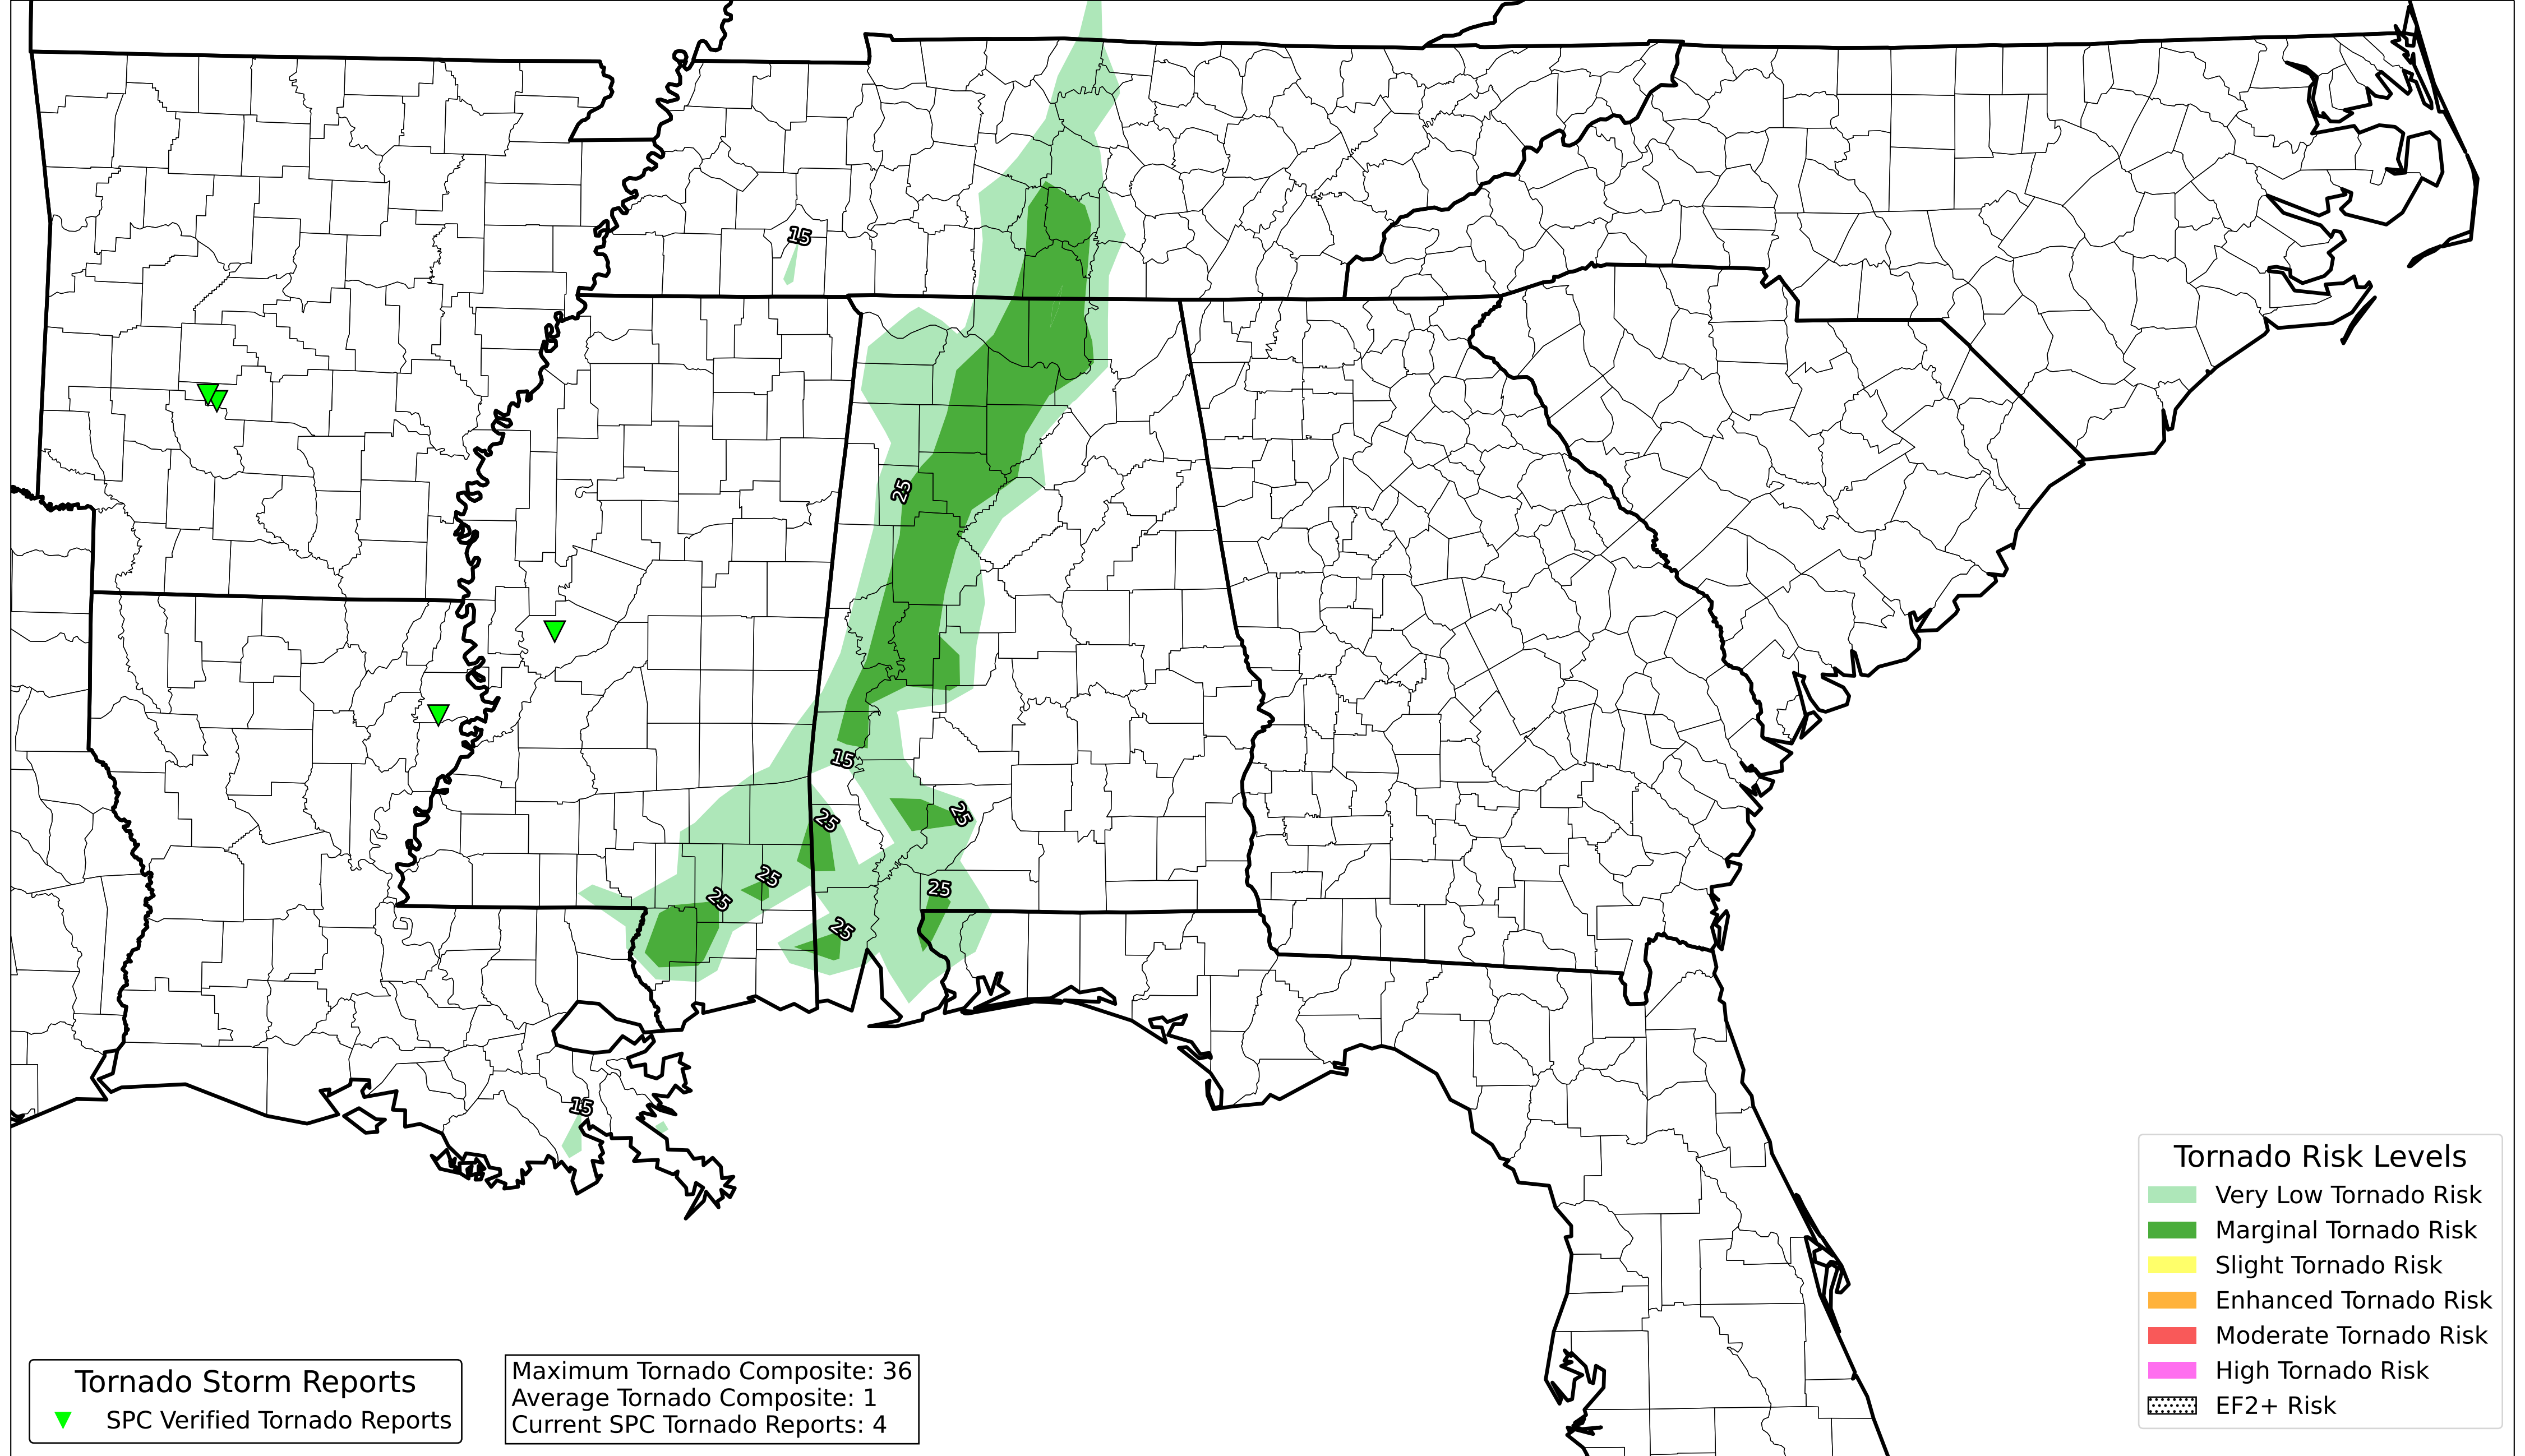 15
25
15
25
25
25
25
25
25
15
Tornado Risk Levels
Very Low Tornado Risk
Marginal Tornado Risk
Slight Tornado Risk
Enhanced Tornado Risk
Moderate Tornado Risk
High Tornado Risk
EF2+ Risk
Tornado Storm Reports
SPC Verified Tornado Reports
Maximum Tornado Composite: 36
Average Tornado Composite: 1
Current SPC Tornado Reports: 4